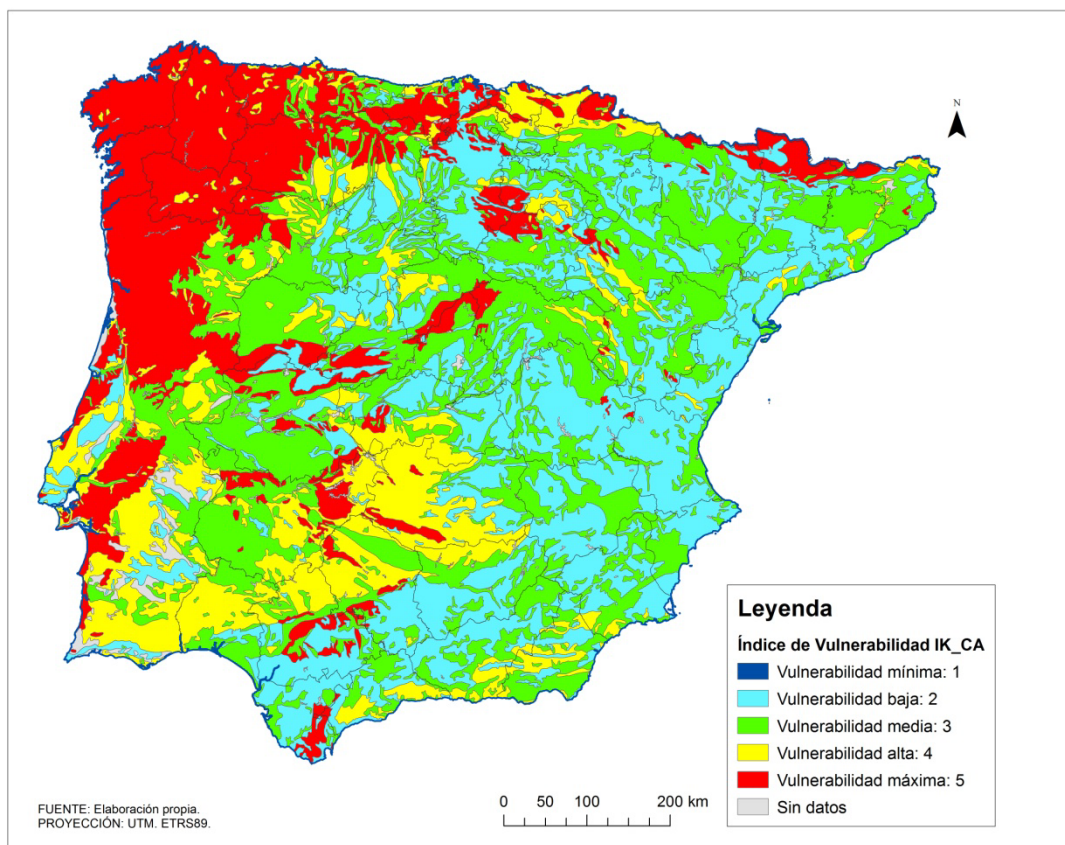 N
Leyenda
Índice de Vulnerabilidad IK_CA
Vulnerabilidad mínima: 1
Vulnerabilidad baja: 2
Vulnerabilidad media: 3
Vulnerabilidad alta: 4
Vulnerabilidad máxima: 5
Sin datos
FUENTE: Elaboración propia.
PROYECCIÓN: UTM. ETRS89.
0 50 100 200 km